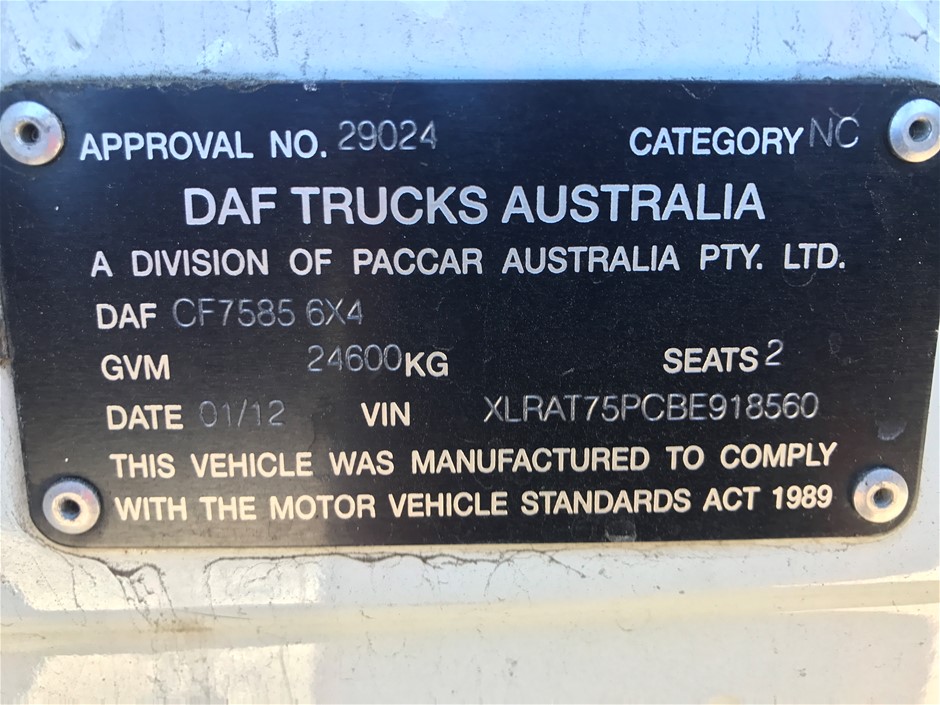 APPROVAL NO. 29024 CATEGORY NC
DAF TRUCKS AUSTRALIA
A DIVISION OF PACCAR AUSTRALIA PTY. LTD.
DAF CF7585 6X4
GVM 24600KG SEATS 2
DATE 01/12 VIN XLRAT75PCBE918560
THIS VEHICLE WAS MANUFACTURED TO COMPLY
WITH THE MOTOR VEHICLE STANDARDS ACT 1989